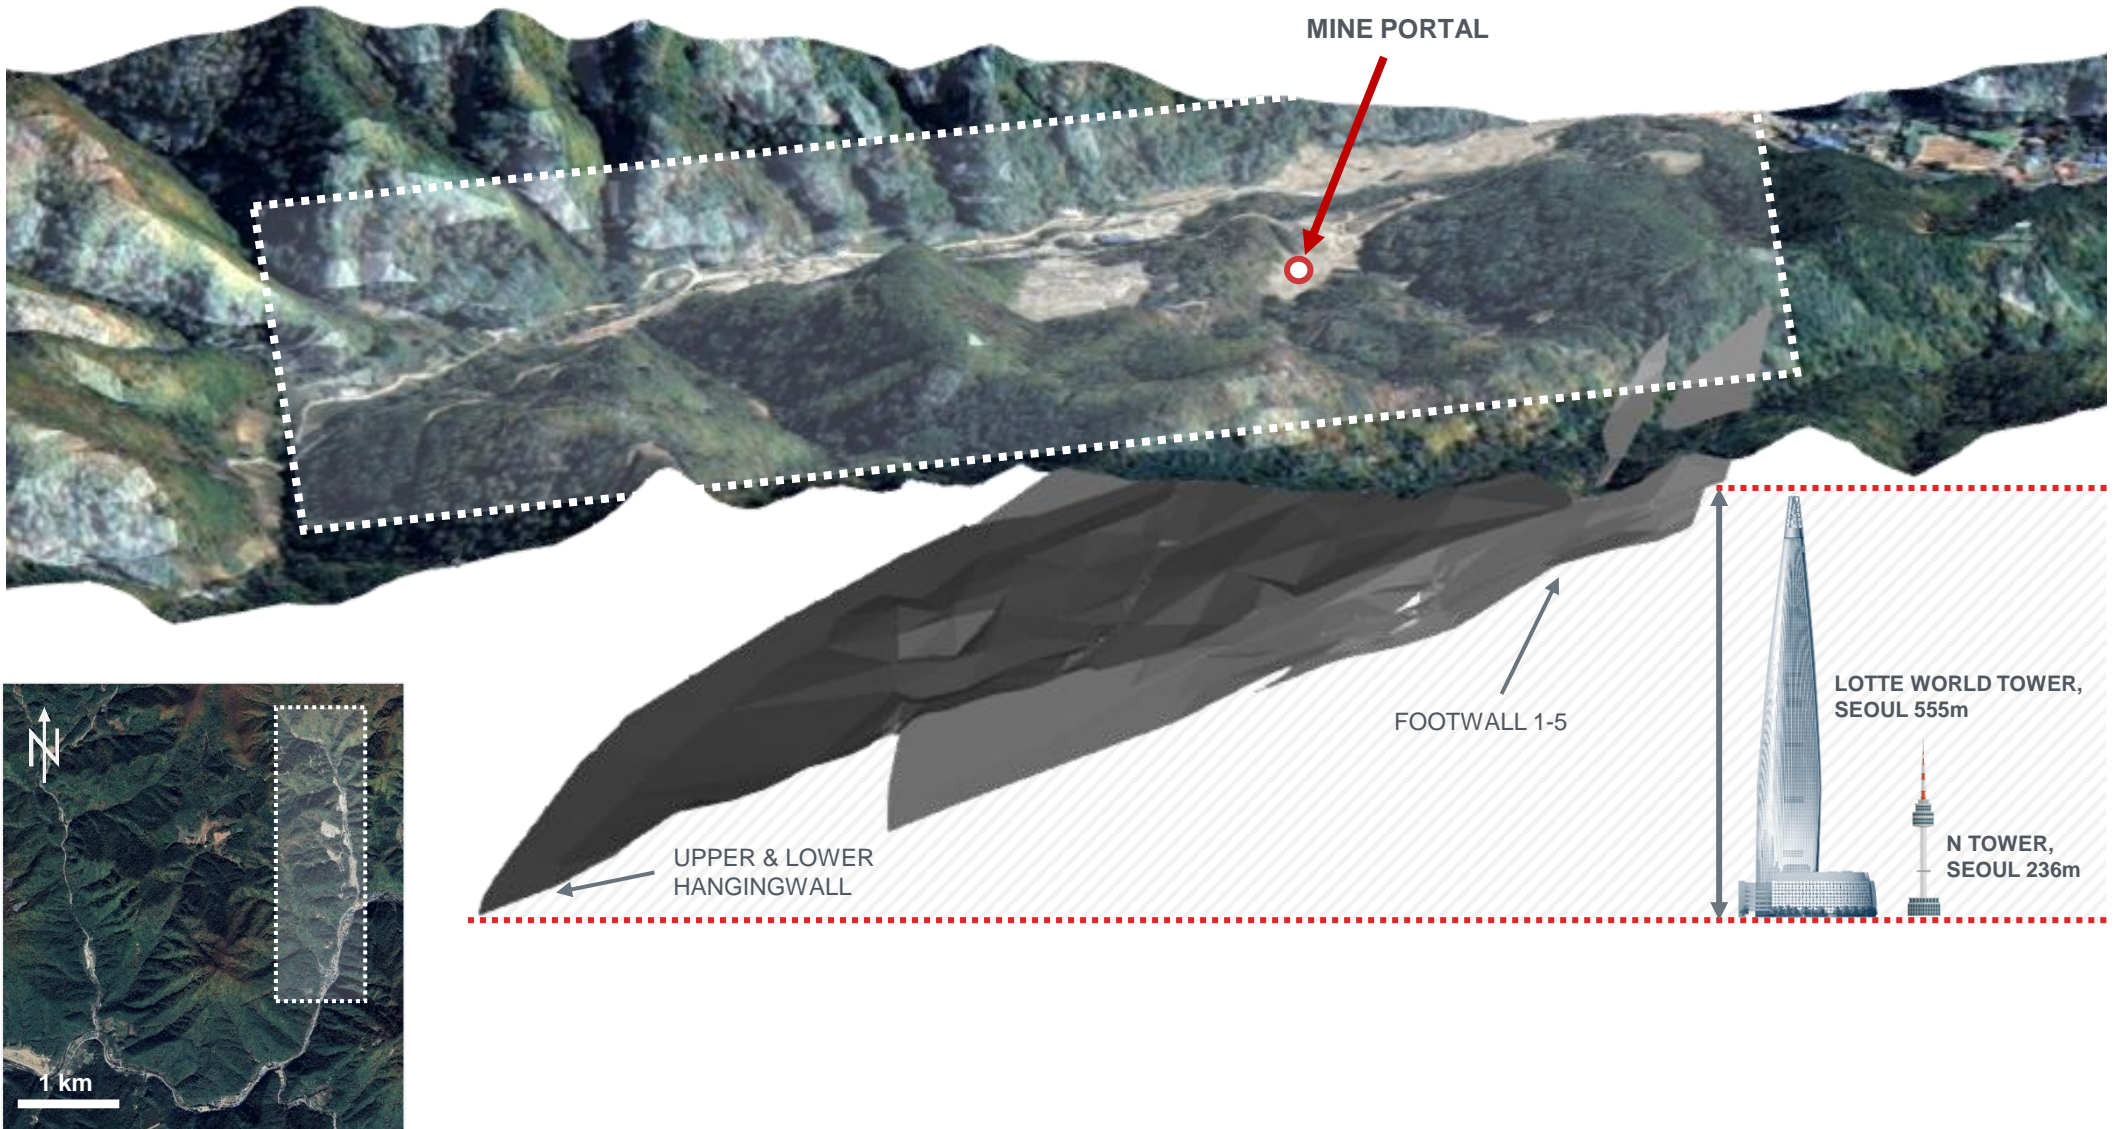 MINE PORTAL
FOOTWALL 1-5
UPPER & LOWER
HANGINGWALL
LOTTE WORLD TOWER,
SEOUL 555m
N TOWER,
SEOUL 236m
N
1 km